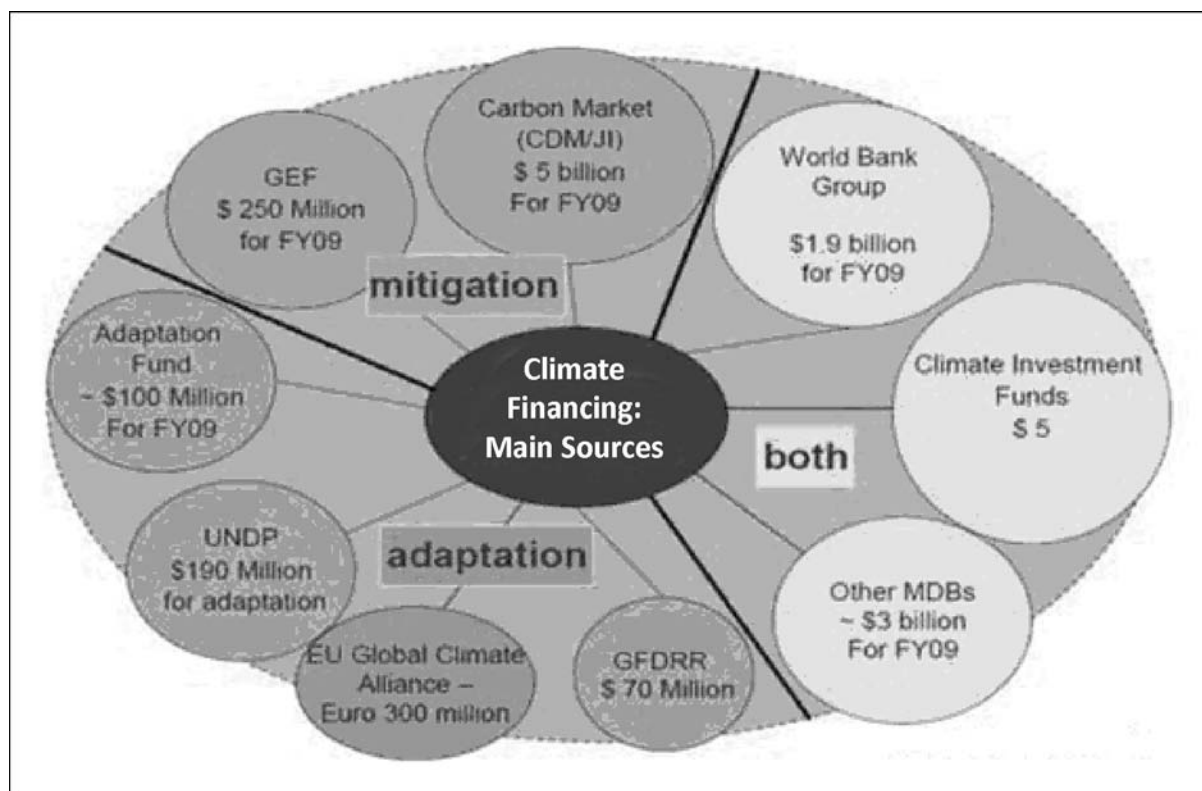 Carbon Market
(CDM/JI)
$ 5 billion
For FY09
World Bank
Group
$1.9 billion
for FY09
GEF
$ 250 Million
for FY09
mitigation
Adaptation
Fund
~ $100 Million
For FY09
Climate
Financing:
Main Sources
Climate Investment
Funds
$ 5
both
UNDP
$190 Million
for adaptation
adaptation
Other MDBs
~ $3 billion
For FY09
EU Global Climate
Alliance –
Euro 300 million
GFDRR
$ 70 Million